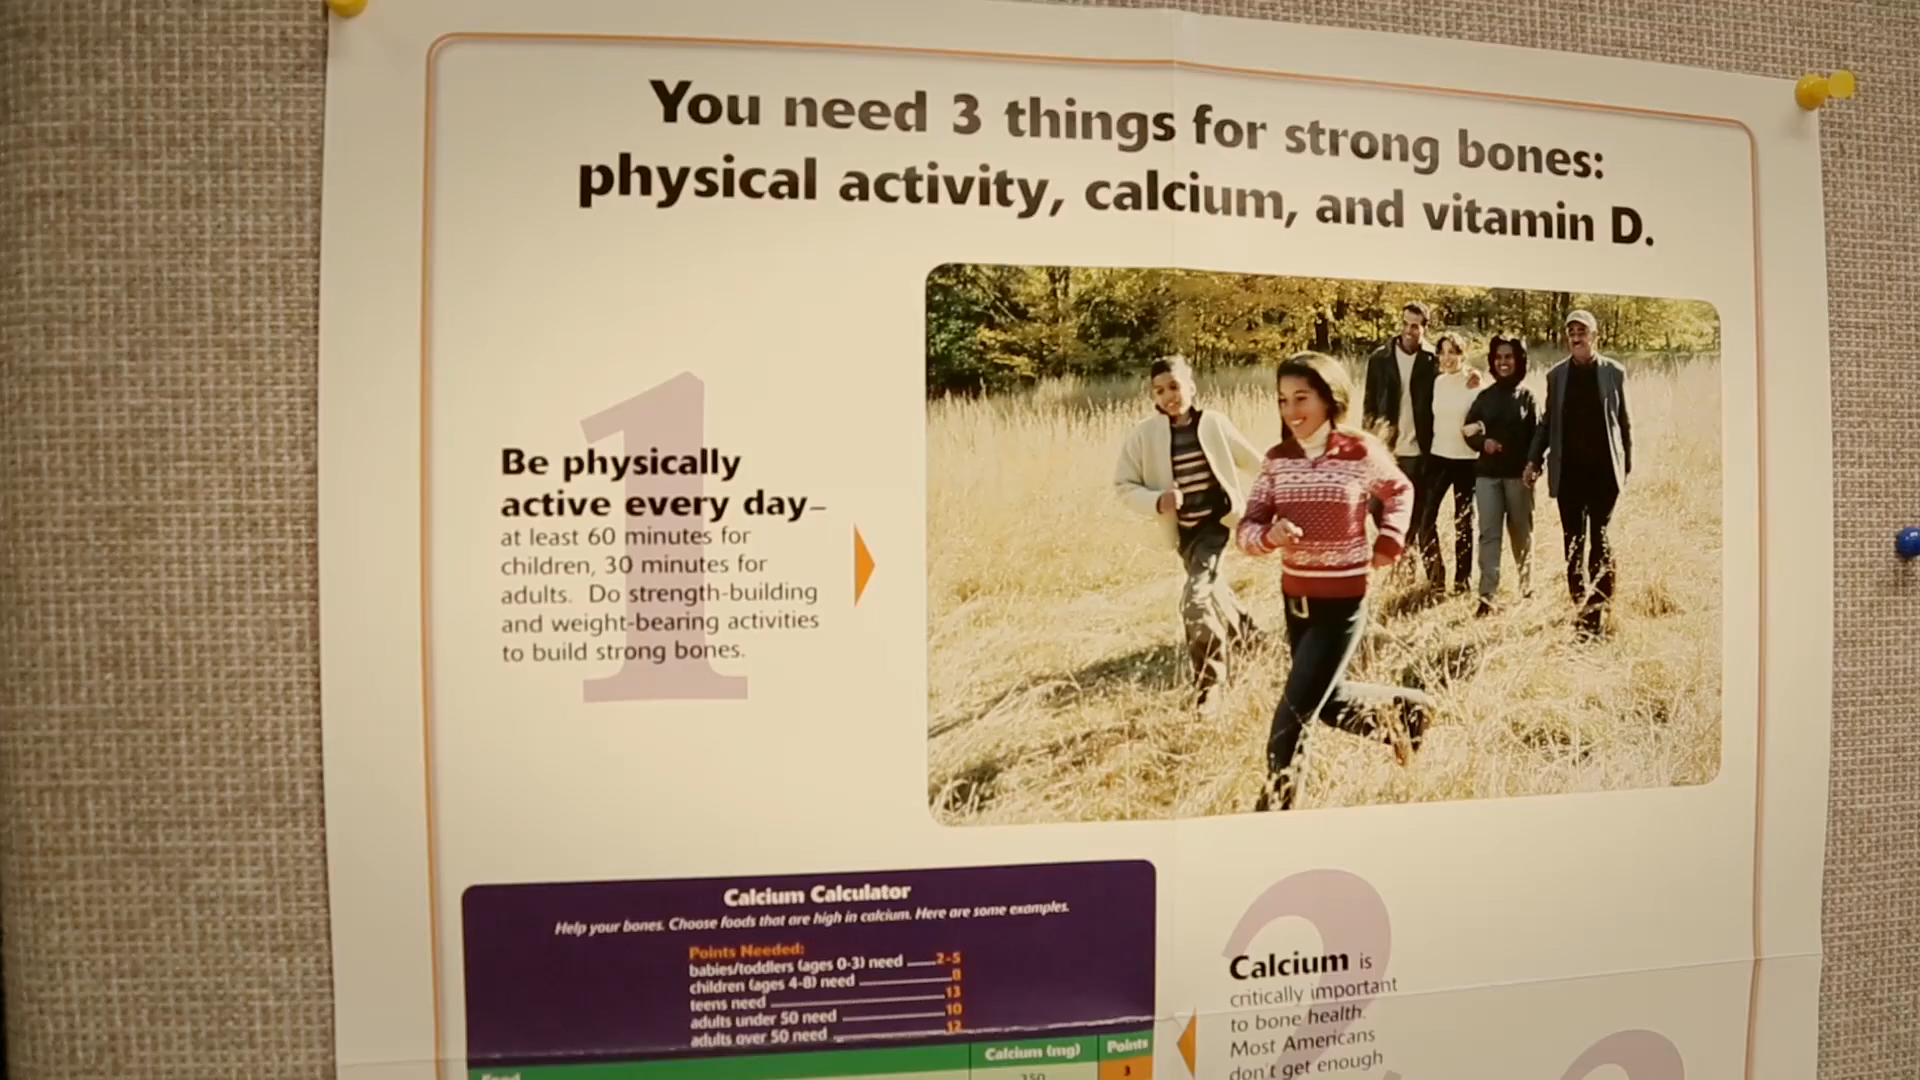 You need 3 things for strong bones:
physical activity, calcium, and vitamin D.
1
Be physically
active every day–
at least 60 minutes for
children, 30 minutes for
adults. Do strength-building
and weight-bearing activities
to build strong bones.
Calcium Calculator
Help your bones. Choose foods that are high in calcium. Here are some examples.
Points Needed:
babies/toddlers (ages 0-3) need 2-5
children (ages 4-8) need 8
teens need 13
adults under 50 need 10
adults over 50 need 12
Food Calcium (mg) Points
350 3
2
Calcium is
critically important
to bone health.
Most Americans
don't get enough